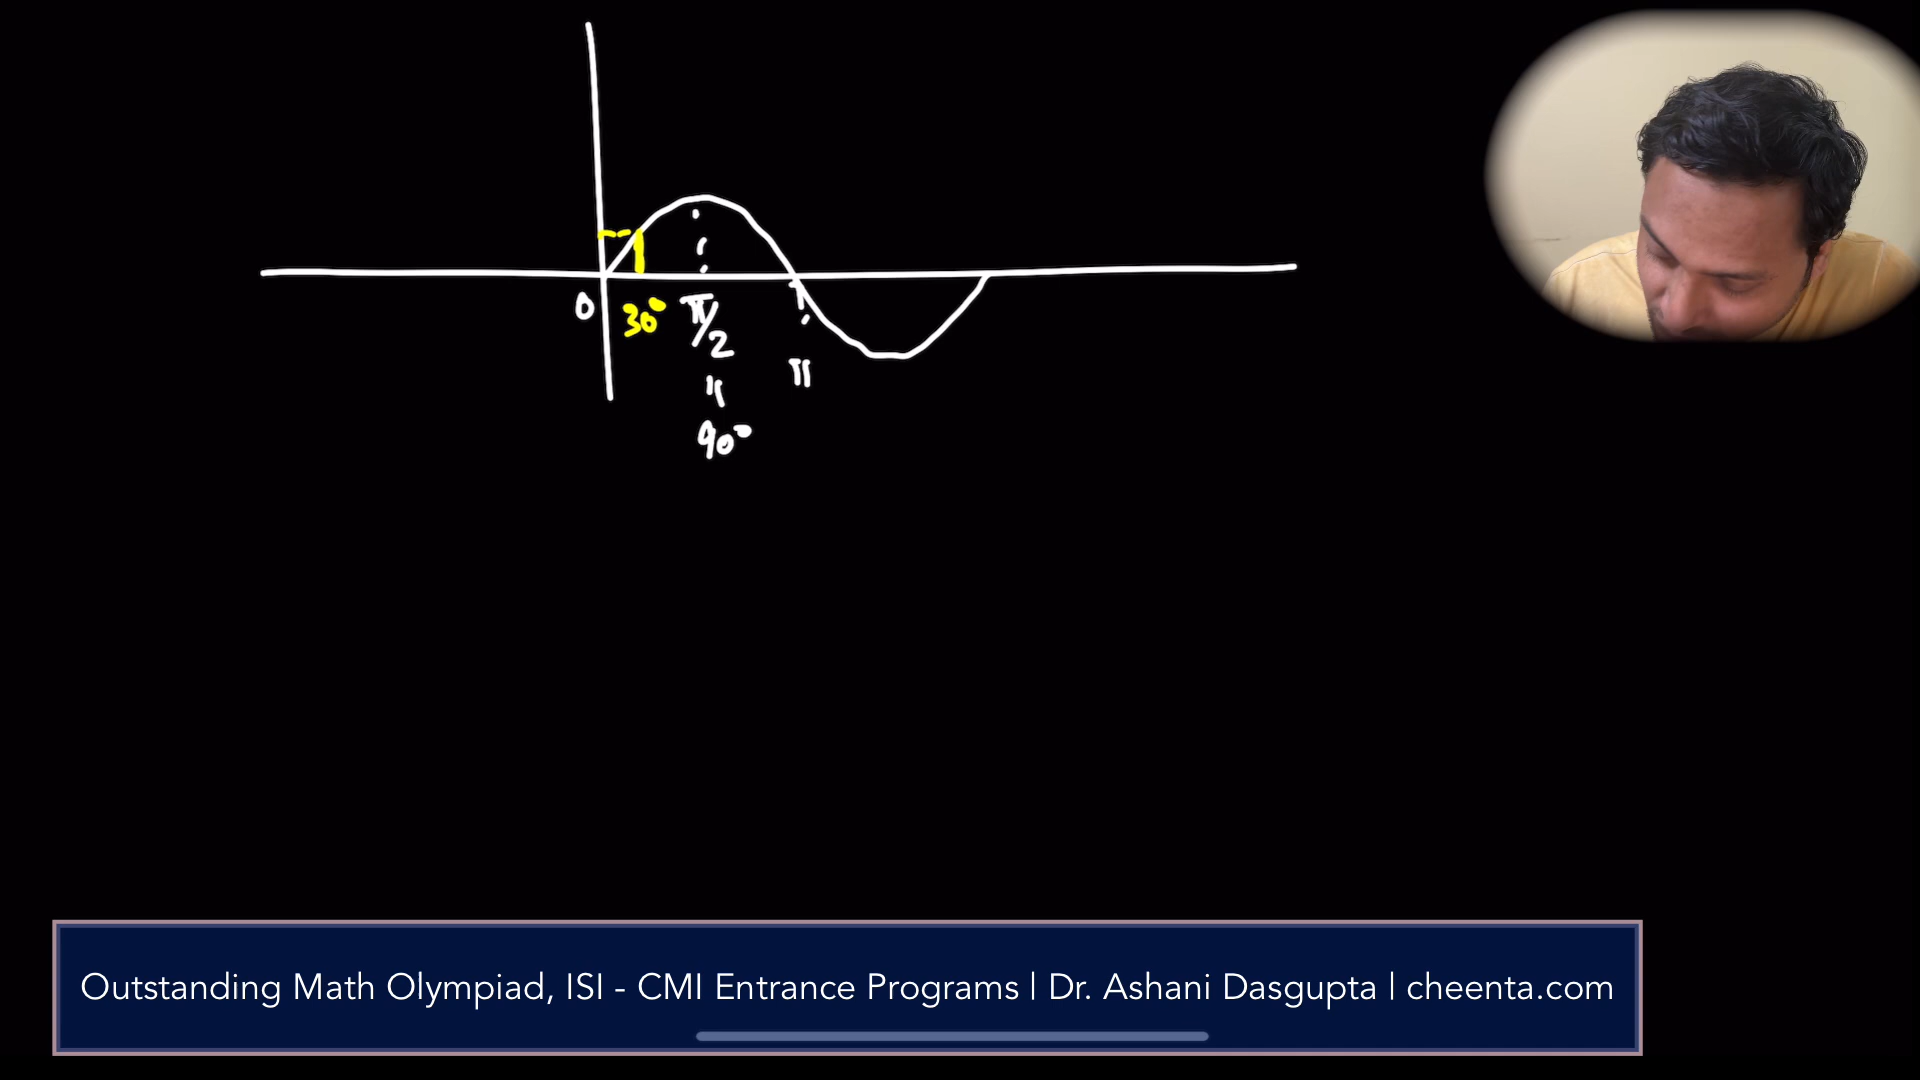 0
30°
π/2
π
=
90°
Outstanding Math Olympiad, ISI - CMI Entrance Programs | Dr. Ashani Dasgupta | cheenta.com